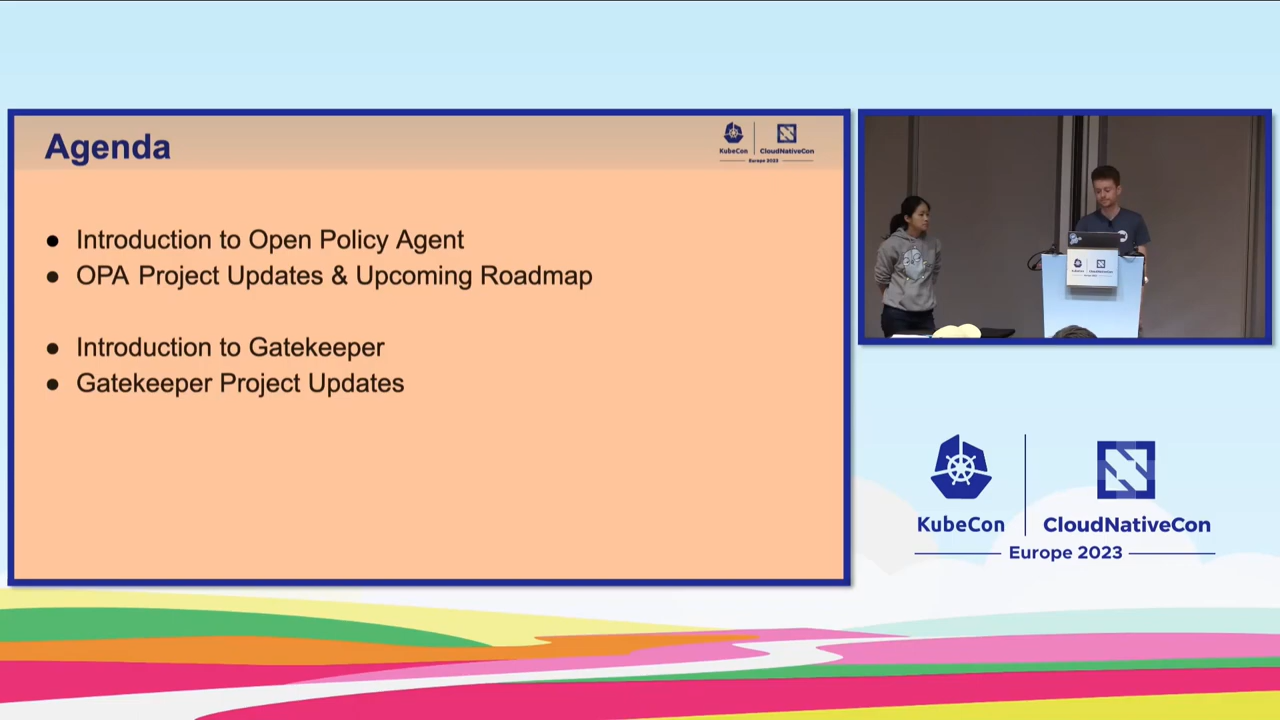 Agenda
KubeCon
CloudNativeCon
Europe 2023
● Introduction to Open Policy Agent
● OPA Project Updates & Upcoming Roadmap
● Introduction to Gatekeeper
● Gatekeeper Project Updates
KubeCon
CloudNativeCon
Europe 2023